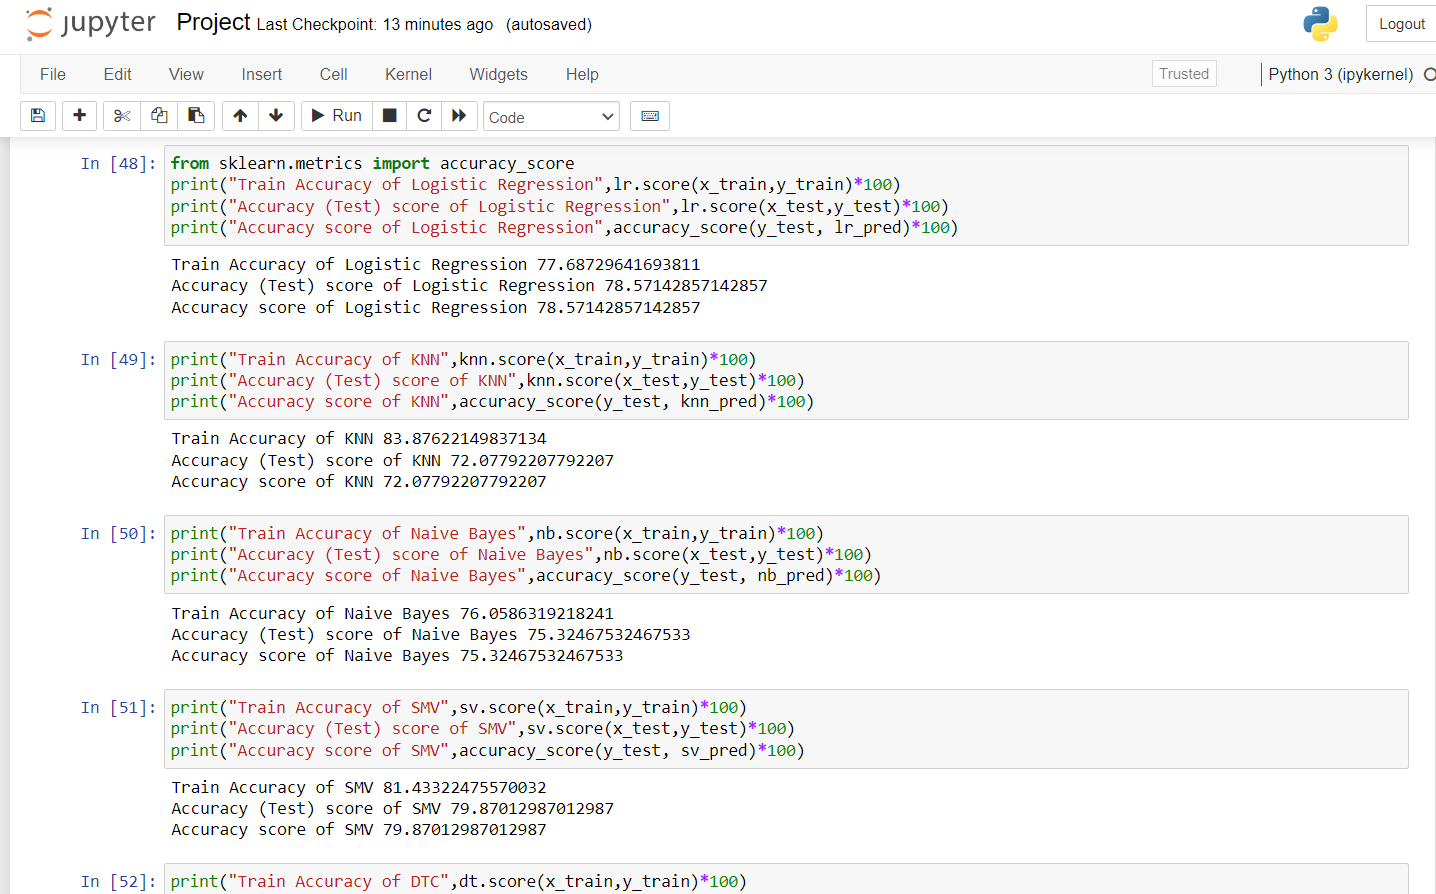 jupyter Project Last Checkpoint: 13 minutes ago (autosaved)
Logout
File Edit View Insert Cell Kernel Widgets Help
Trusted
Python 3 (ipykernel)
Run
Code
In [48]: from sklearn.metrics import accuracy_score
print("Train Accuracy of Logistic Regression",lr.score(x_train,y_train)*100)
print("Accuracy (Test) score of Logistic Regression",lr.score(x_test,y_test)*100)
print("Accuracy score of Logistic Regression",accuracy_score(y_test, lr_pred)*100)
Train Accuracy of Logistic Regression 77.68729641693811
Accuracy (Test) score of Logistic Regression 78.57142857142857
Accuracy score of Logistic Regression 78.57142857142857
In [49]: print("Train Accuracy of KNN",knn.score(x_train,y_train)*100)
print("Accuracy (Test) score of KNN",knn.score(x_test,y_test)*100)
print("Accuracy score of KNN",accuracy_score(y_test, knn_pred)*100)
Train Accuracy of KNN 83.87622149837134
Accuracy (Test) score of KNN 72.07792207792207
Accuracy score of KNN 72.07792207792207
In [50]: print("Train Accuracy of Naive Bayes",nb.score(x_train,y_train)*100)
print("Accuracy (Test) score of Naive Bayes",nb.score(x_test,y_test)*100)
print("Accuracy score of Naive Bayes",accuracy_score(y_test, nb_pred)*100)
Train Accuracy of Naive Bayes 76.0586319218241
Accuracy (Test) score of Naive Bayes 75.32467532467533
Accuracy score of Naive Bayes 75.32467532467533
In [51]: print("Train Accuracy of SMV",sv.score(x_train,y_train)*100)
print("Accuracy (Test) score of SMV",sv.score(x_test,y_test)*100)
print("Accuracy score of SMV",accuracy_score(y_test, sv_pred)*100)
Train Accuracy of SMV 81.43322475570032
Accuracy (Test) score of SMV 79.87012987012987
Accuracy score of SMV 79.87012987012987
In [52]: print("Train Accuracy of DTC",dt.score(x_train,y_train)*100)